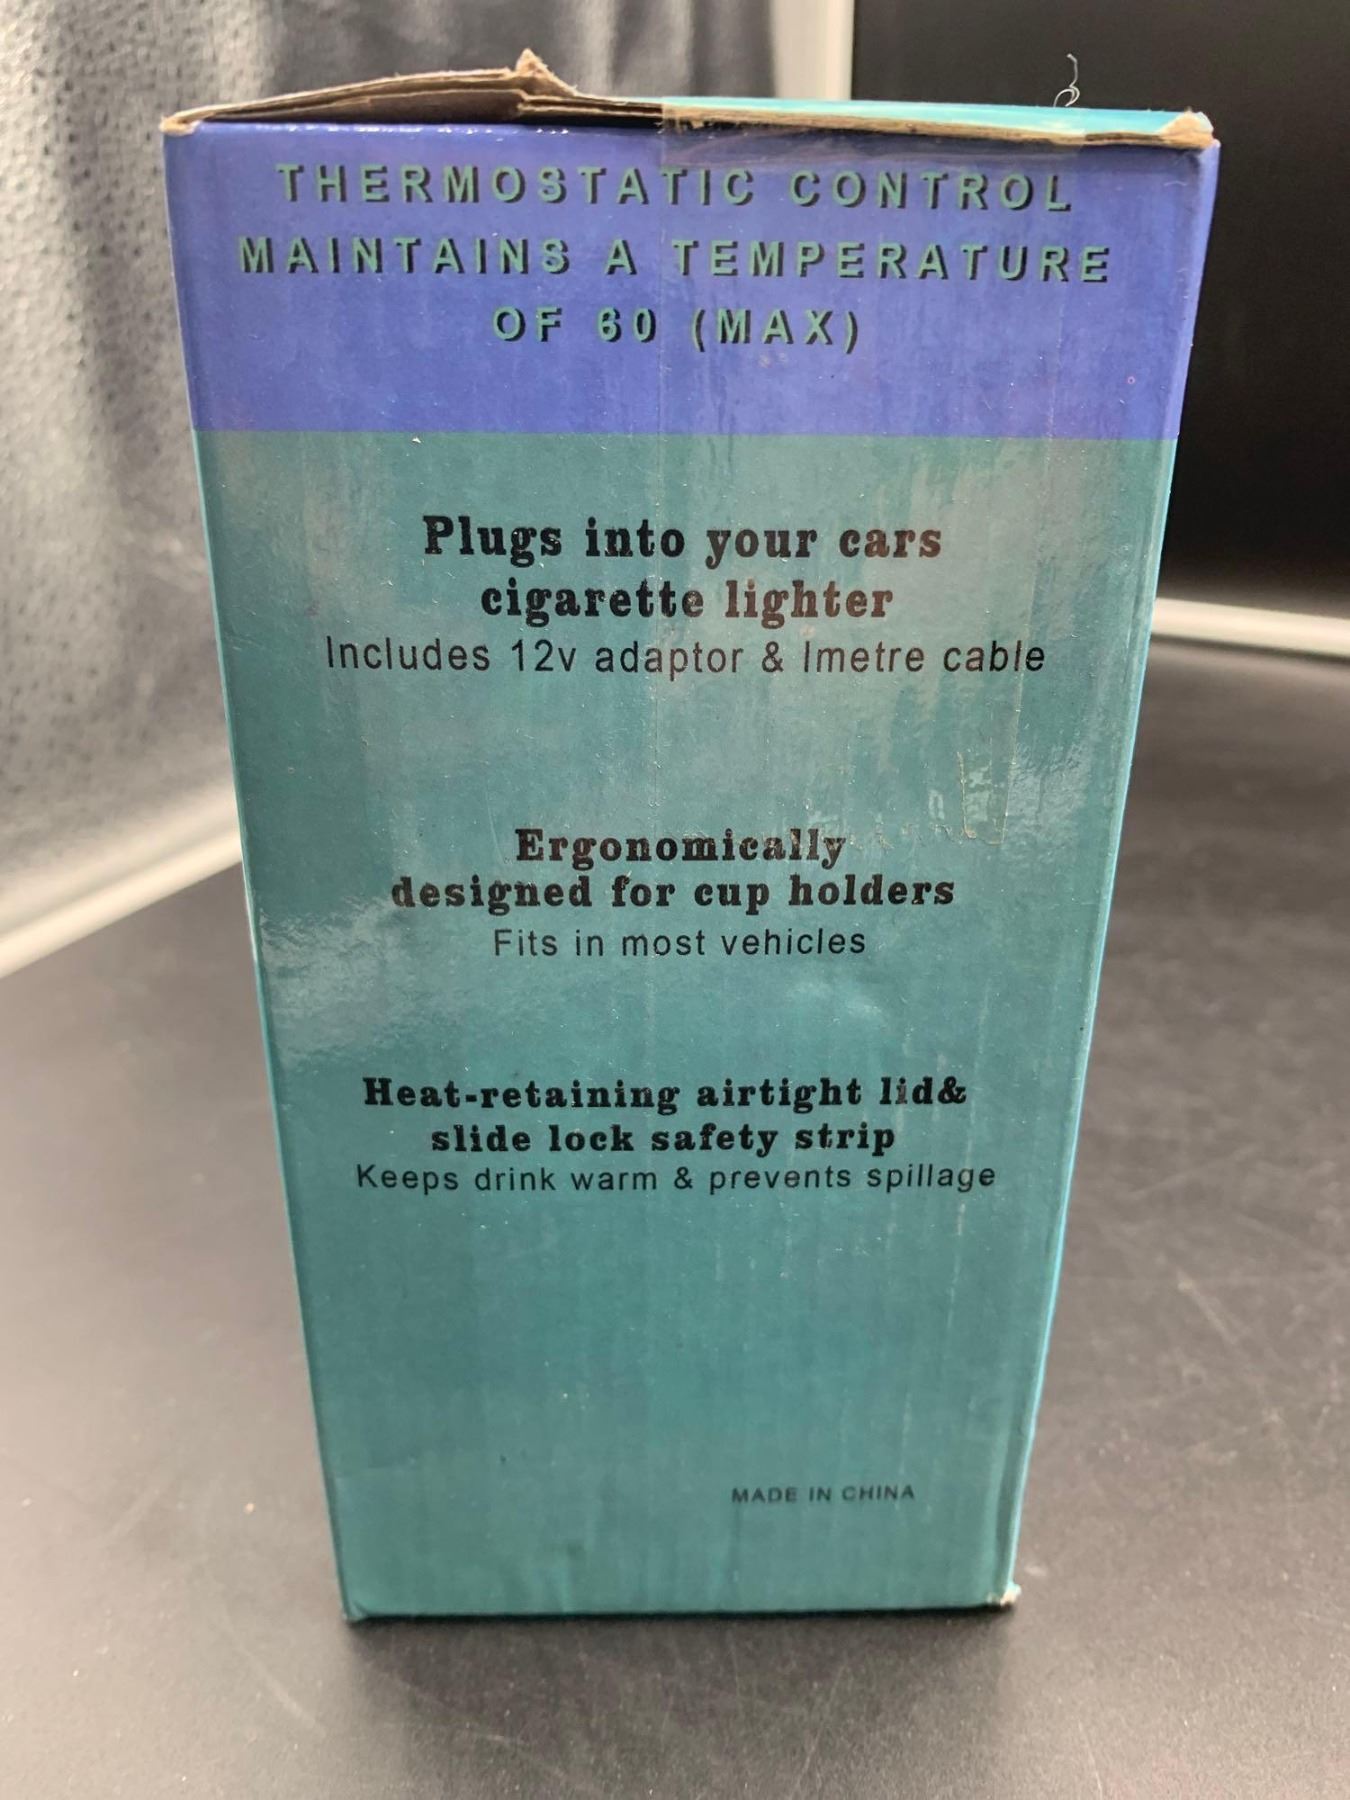 THERMOSTATIC CONTROL
MAINTAINS A TEMPERATURE
OF 60 (MAX)
Plugs into your cars
cigarette lighter
Includes 12v adaptor & Imetre cable
Ergonomically
designed for cup holders
Fits in most vehicles
Heat-retaining airtight lid&
slide lock safety strip
Keeps drink warm & prevents spillage
MADE IN CHINA